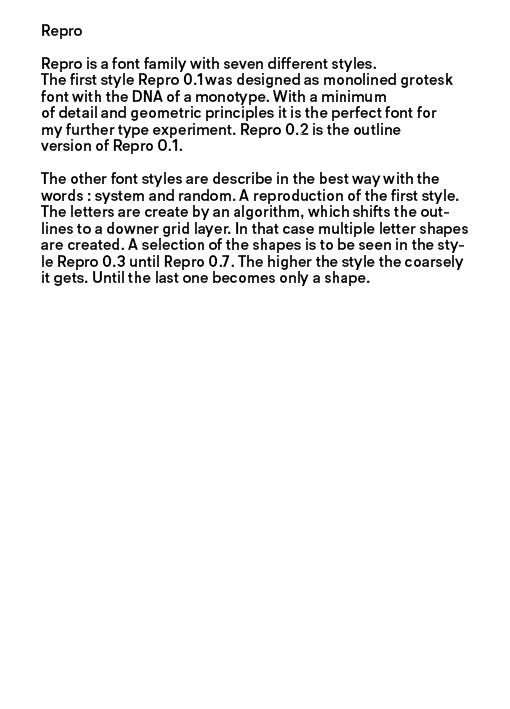 Repro
Repro is a font family with seven different styles.
The first style Repro 0.1 was designed as monolined grotesk
font with the DNA of a monotype. With a minimum
of detail and geometric principles it is the perfect font for
my further type experiment. Repro 0.2 is the outline
version of Repro 0.1.
The other font styles are describe in the best way with the
words : system and random. A reproduction of the first style.
The letters are create by an algorithm, which shifts the out-
lines to a downer grid layer. In that case multiple letter shapes
are created. A selection of the shapes is to be seen in the sty-
le Repro 0.3 until Repro 0.7. The higher the style the coarsely
it gets. Until the last one becomes only a shape.